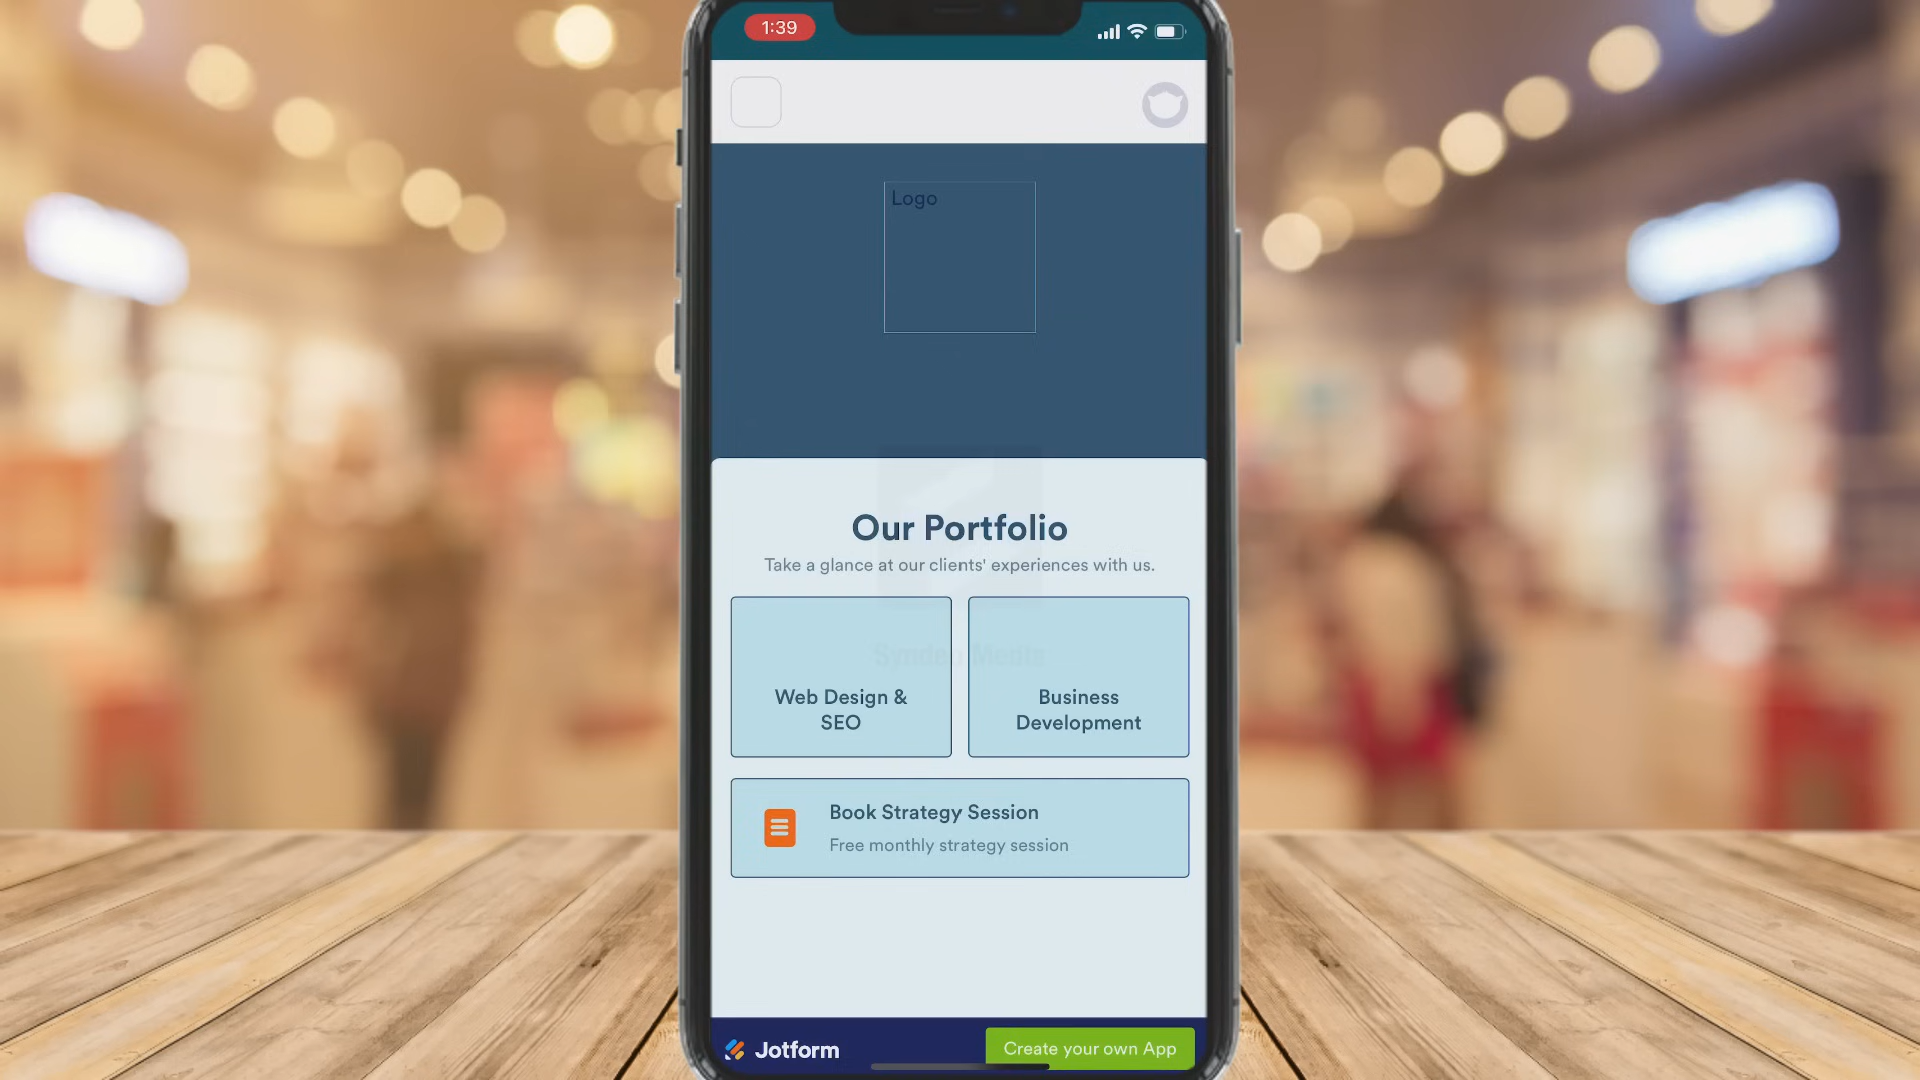 1:39
Logo
Our Portfolio
Take a glance at our clients' experiences with us.
Web Design &
SEO
Business
Development
Book Strategy Session
Free monthly strategy session
Jotform
Create your own App